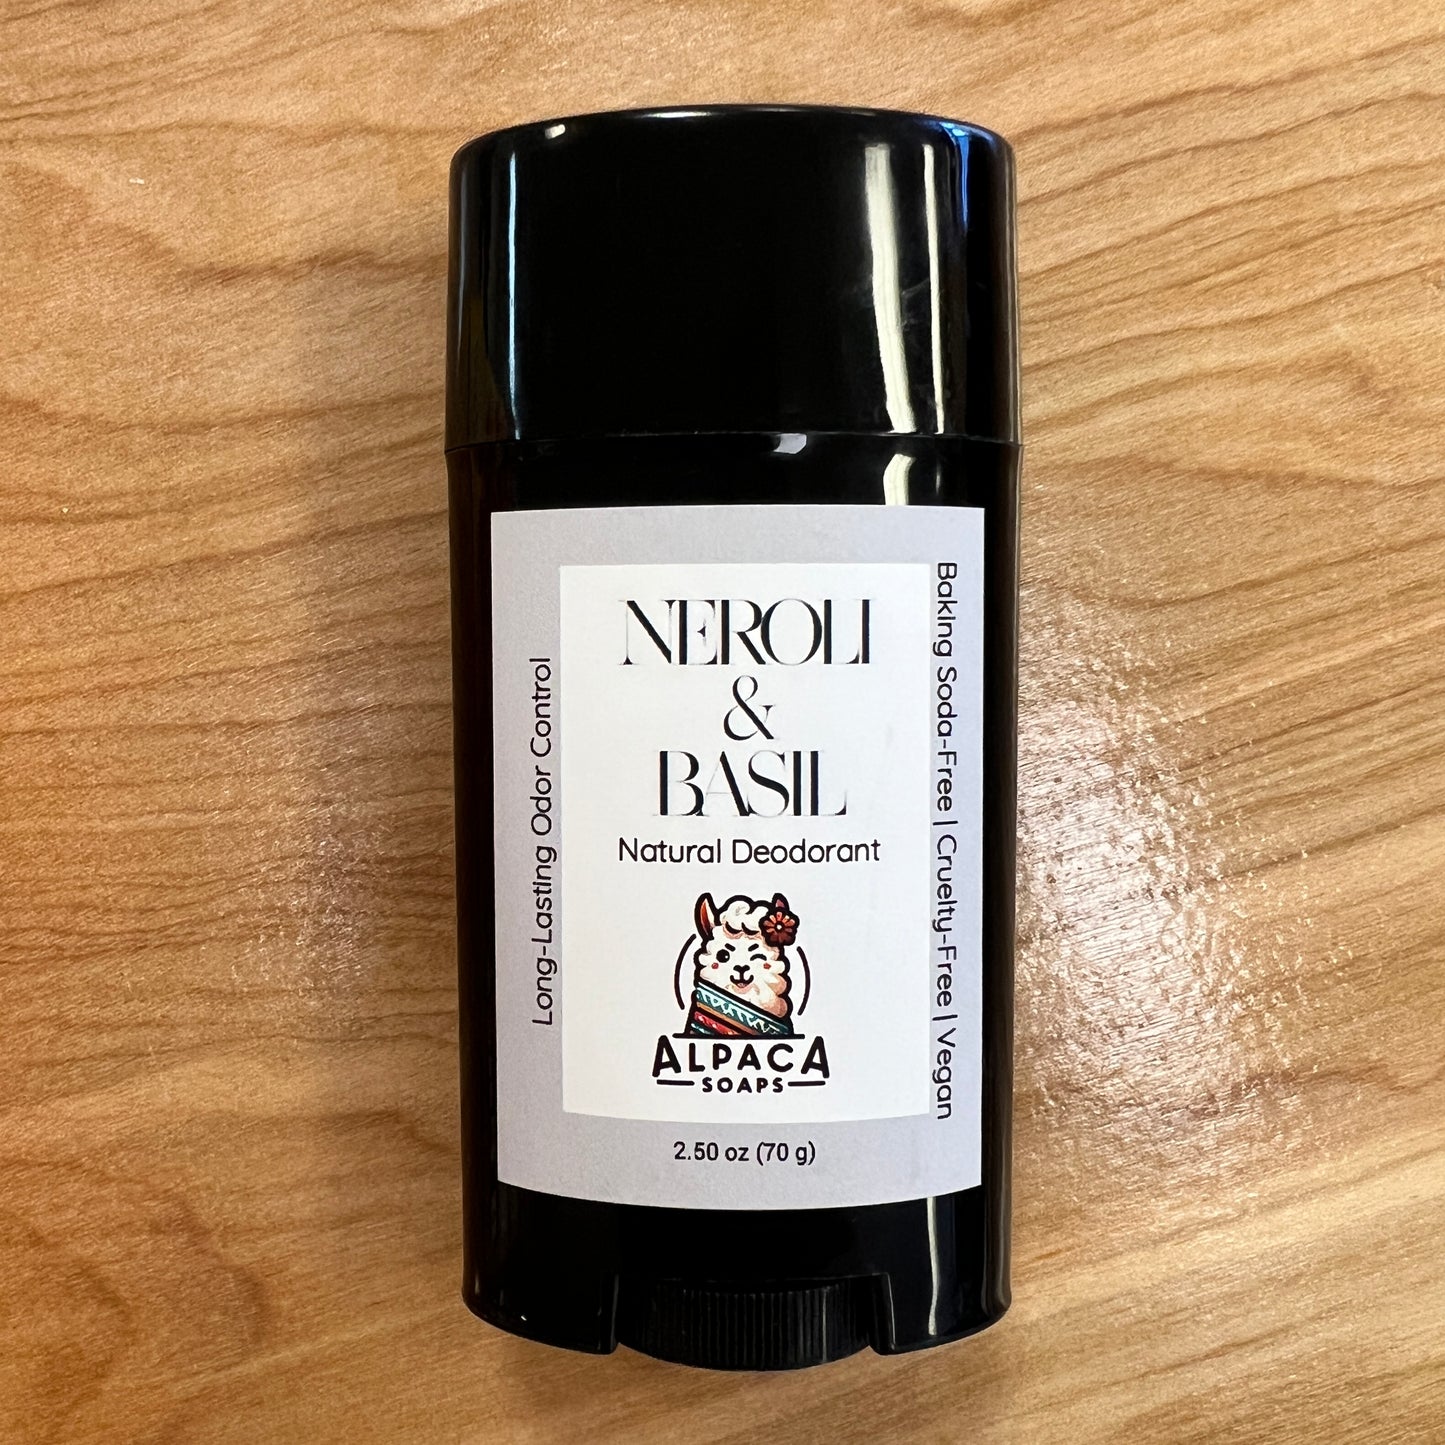 NEROLI
&
BASIL
Natural Deodorant
ALPACA
SOAPS
2.50 oz (70 g)
Long-Lasting Odor Control
Baking Soda-Free | Cruelty-Free | Vegan